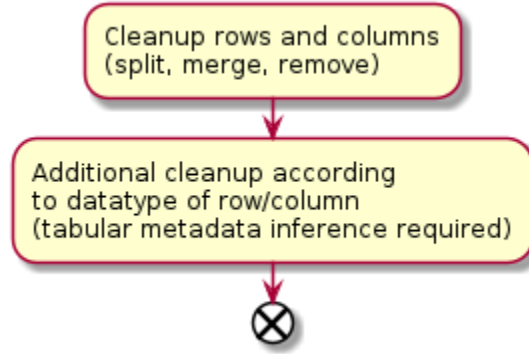 Cleanup rows and columns
(split, merge, remove)
Additional cleanup according
to datatype of row/column
(tabular metadata inference required)